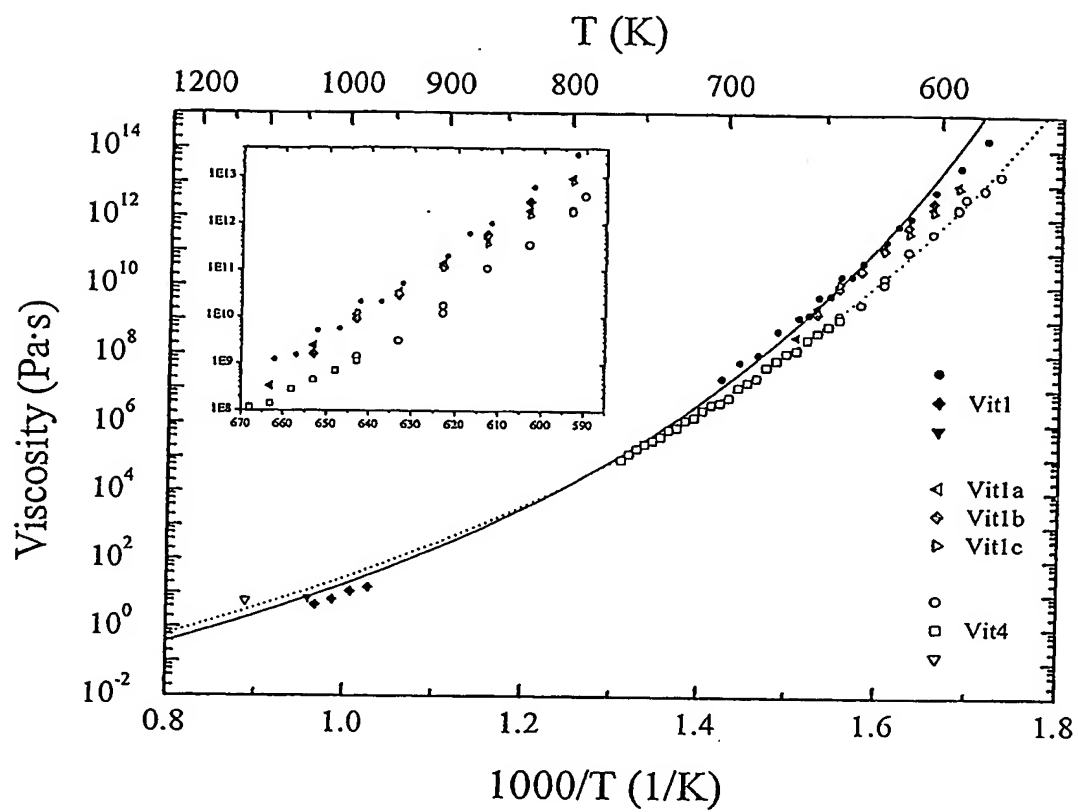 T (K)
1200 1000 900 800 700 600
10^14
10^12
10^10
10^8
10^6
10^4
10^2
10^0
10^-2
Viscosity (Pa·s)
1E13
1E12
1E11
1E10
1E9
1E8
670 660 650 640 630 620 610 600 590
Vit1
Vit1a
Vit1b
Vit1c
Vit4
0.8 1.0 1.2 1.4 1.6 1.8
1000/T (1/K)